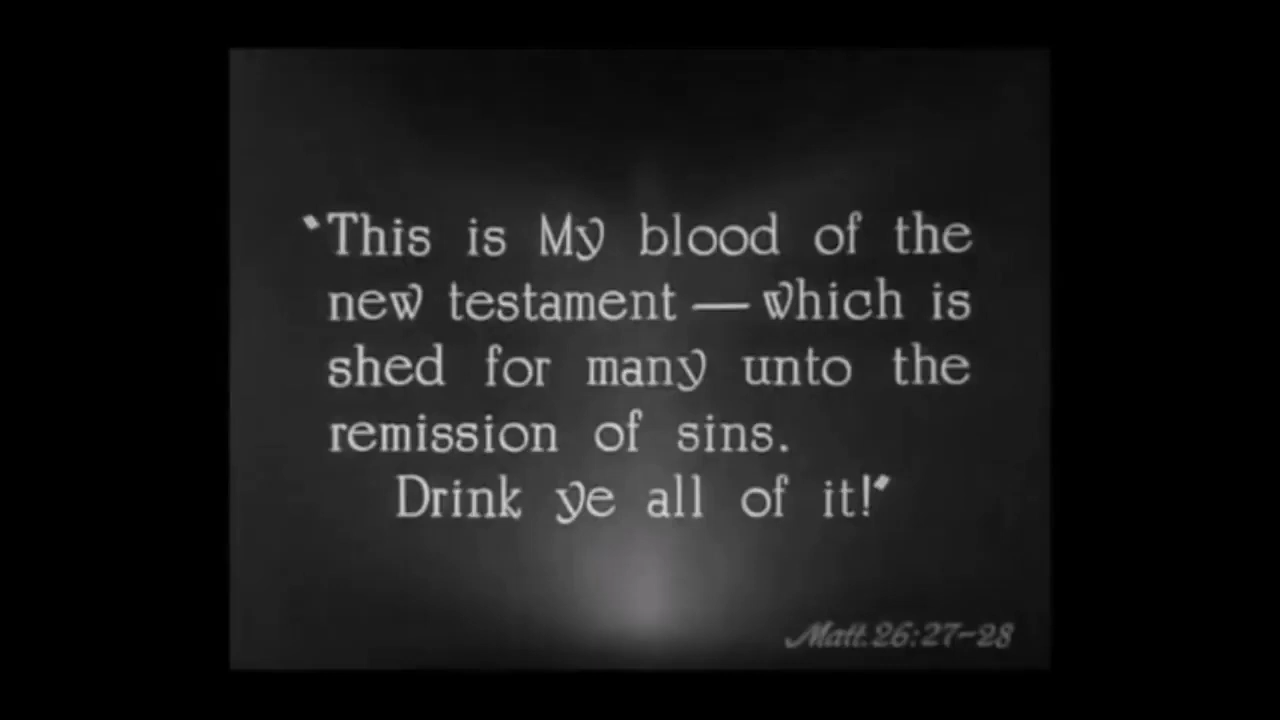 "This is My blood of the
new testament — which is
shed for many unto the
remission of sins.
Drink ye all of it!"
Matt. 26:27-28